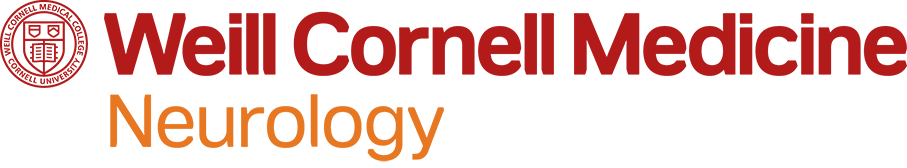 WEILL CORNELL MEDICAL COLLEGE
CORNELL UNIVERSITY
Weill Cornell Medicine
Neurology